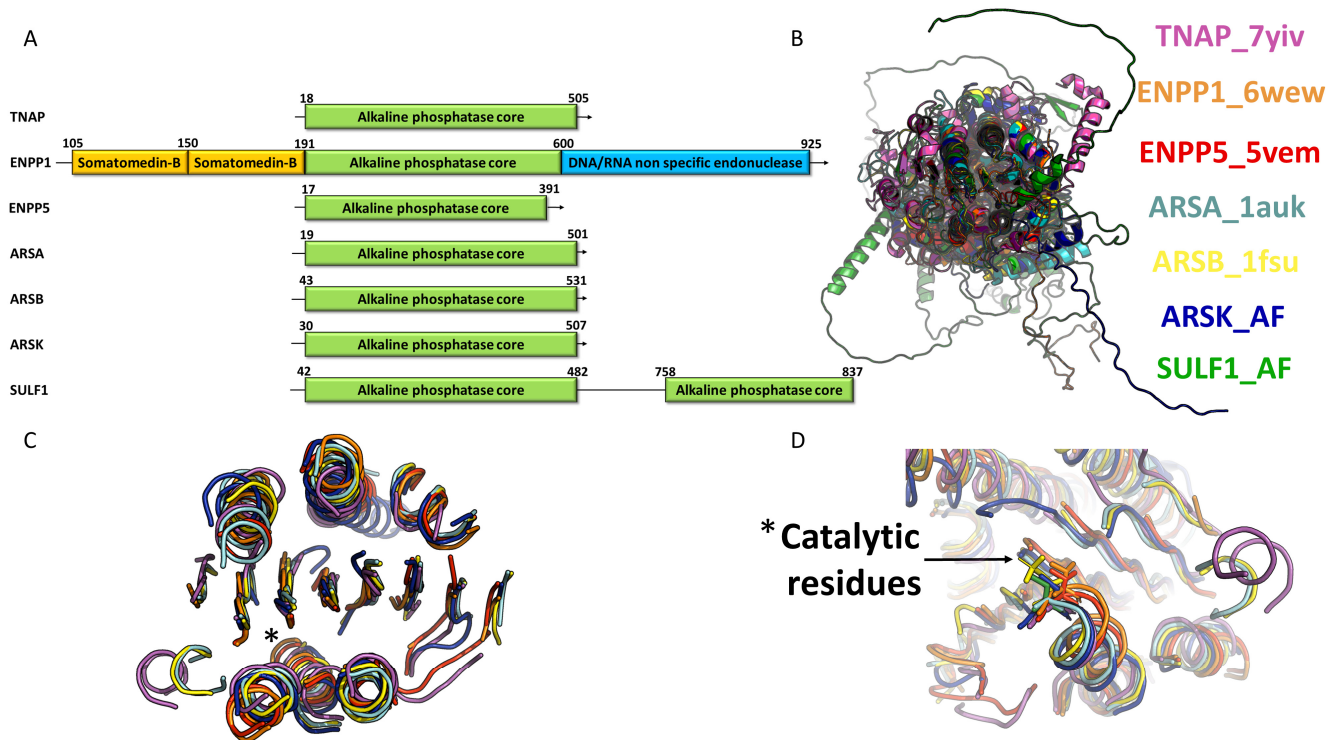 A
18 505
TNAP Alkaline phosphatase core
105 150 191 600 925
ENPP1 Somatomedin-B Somatomedin-B Alkaline phosphatase core DNA/RNA non specific endonuclease
17 391
ENPP5 Alkaline phosphatase core
19 501
ARSA Alkaline phosphatase core
43 531
ARSB Alkaline phosphatase core
30 507
ARSK Alkaline phosphatase core
42 482 758 837
SULF1 Alkaline phosphatase core Alkaline phosphatase core
B
TNAP_7yiv
ENPP1_6wew
ENPP5_5vem
ARSA_1auk
ARSB_1fsu
ARSK_AF
SULF1_AF
C
*
D
* Catalytic
residues